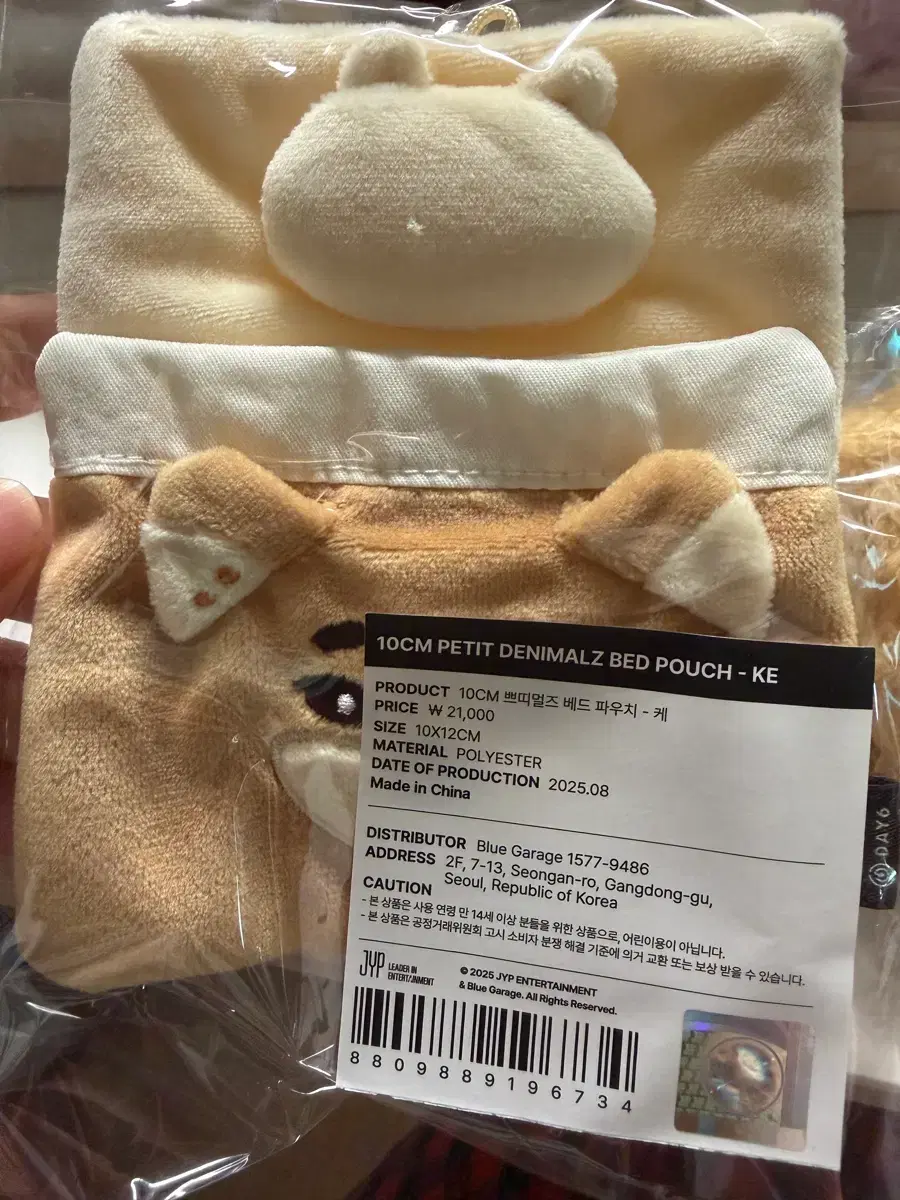 10CM PETIT DENIMALZ BED POUCH - KE
PRODUCT 10CM 쁘띠멀즈 베드 파우치 - 케
PRICE ₩ 21,000
SIZE 10X12CM
MATERIAL POLYESTER
DATE OF PRODUCTION 2025.08
Made in China
DISTRIBUTOR Blue Garage 1577-9486
ADDRESS 2F, 7-13, Seongan-ro, Gangdong-gu,
Seoul, Republic of Korea
CAUTION
- 본 상품은 사용 연령 만 14세 이상 분들을 위한 상품으로, 어린이용이 아닙니다.
- 본 상품은 공정거래위원회 고시 소비자 분쟁 해결 기준에 의거 교환 또는 보상 받을 수 있습니다.
JYP LEADER IN
ENTERTAINMENT
© 2025 JYP ENTERTAINMENT
& Blue Garage. All Rights Reserved.
8809889196734
DAY6